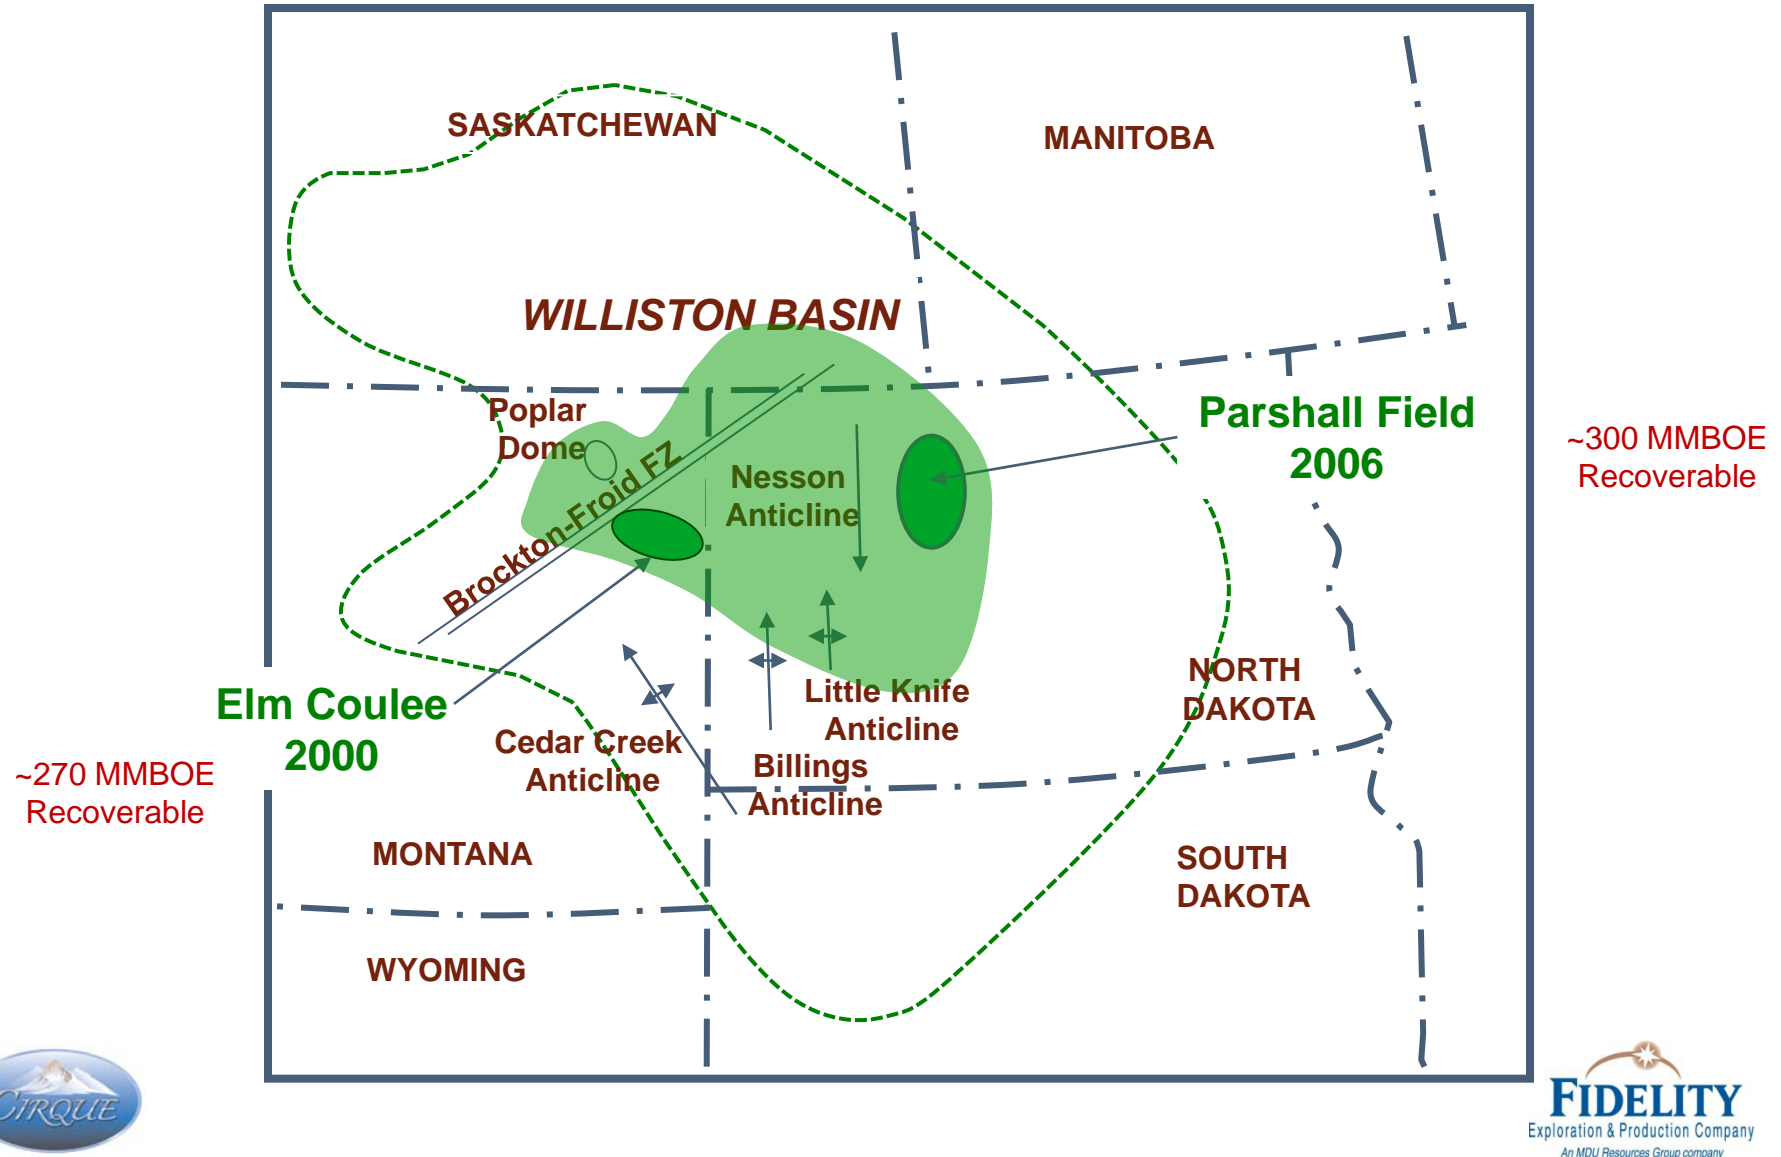 SASKATCHEWAN
MANITOBA
WILLISTON BASIN
Poplar
Dome
Brockton-Froid FZ
Nesson
Anticline
Parshall Field
2006
~300 MMBOE
Recoverable
Elm Coulee
2000
~270 MMBOE
Recoverable
Cedar Creek
Anticline
Little Knife
Anticline
Billings
Anticline
NORTH
DAKOTA
MONTANA
SOUTH
DAKOTA
WYOMING
CIRQUE
FIDELITY
Exploration & Production Company
An MDU Resources Group company